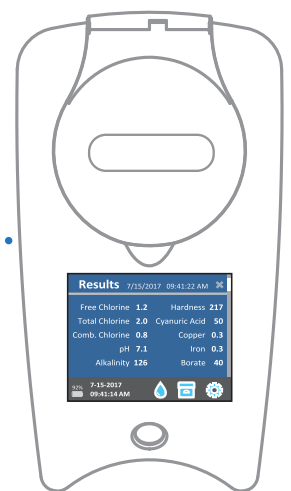 Results 7/15/2017 09:41:22 AM
Free Chlorine 1.2 Hardness 217
Total Chlorine 2.0 Cyanuric Acid 50
Comb. Chlorine 0.8 Copper 0.3
pH 7.1 Iron 0.3
Alkalinity 126 Borate 40
92% 7-15-2017
09:41:14 AM